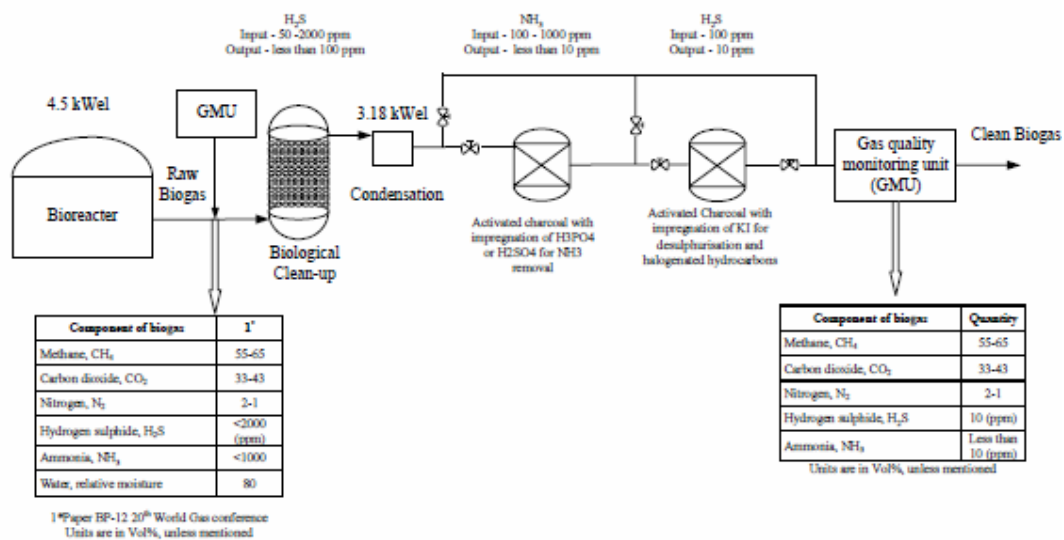 H2S
Input - 50 -2000 ppm
Output - less than 100 ppm
NH3
Input - 100 - 1000 ppm
Output - less than 10 ppm
H2S
Input - 100 ppm
Output - 10 ppm
4.5 kWel
GMU
3.18 kWel
Bioreacter
Raw
Biogas
Biological
Clean-up
Condensation
Activated charcoal with
impregnation of H3PO4
or H2SO4 for NH3
removal
Activated Charcoal with
impregnation of KI for
desulphurisation and
halogenated hydrocarbons
Gas quality
monitoring unit
(GMU)
Clean Biogas
Component of biogas 1*
Methane, CH4 55-65
Carbon dioxide, CO2 33-43
Nitrogen, N2 2-1
Hydrogen sulphide, H2S <2000
(ppm)
Ammonia, NH3 <1000
Water, relative moisture 80
1*Paper BP-12 20th World Gas conference
Units are in Vol%, unless mentioned
Component of biogas Quantity
Methane, CH4 55-65
Carbon dioxide, CO2 33-43
Nitrogen, N2 2-1
Hydrogen sulphide, H2S 10 (ppm)
Ammonia, NH3 Less than
10 (ppm)
Units are in Vol%, unless mentioned